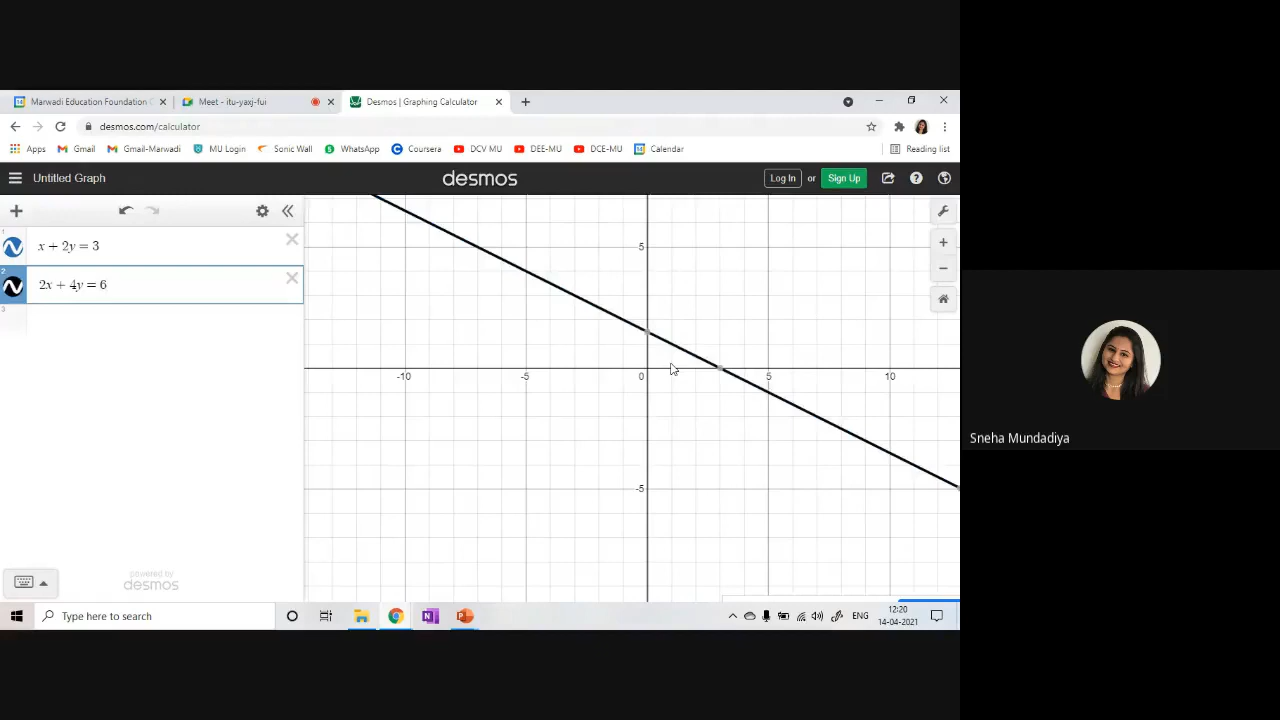 Marwadi Education Foundation
Meet - itu-yaxj-fui
Desmos | Graphing Calculator
desmos.com/calculator
Apps Gmail Gmail-Marwadi MU Login Sonic Wall WhatsApp Coursera DCV MU DEE-MU DCE-MU Calendar Reading list
Untitled Graph desmos Log In or Sign Up
1 x + 2y = 3
2 2x + 4y = 6
3
5
-10 -5 0 5 10
-5
powered by
desmos
Sneha Mundadiya
Type here to search
ENG
12:20
14-04-2021